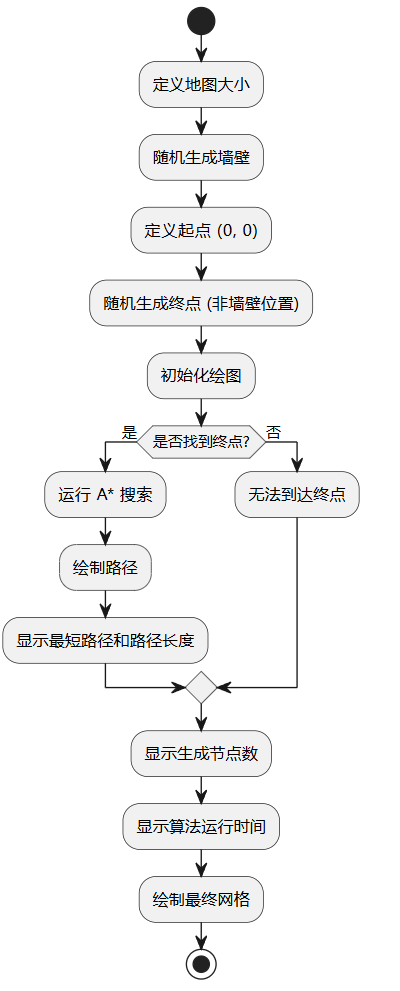 定义地图大小
随机生成墙壁
定义起点 (0, 0)
随机生成终点 (非墙壁位置)
初始化绘图
是
是否找到终点?
否
运行 A* 搜索
无法到达终点
绘制路径
显示最短路径和路径长度
显示生成节点数
显示算法运行时间
绘制最终网格